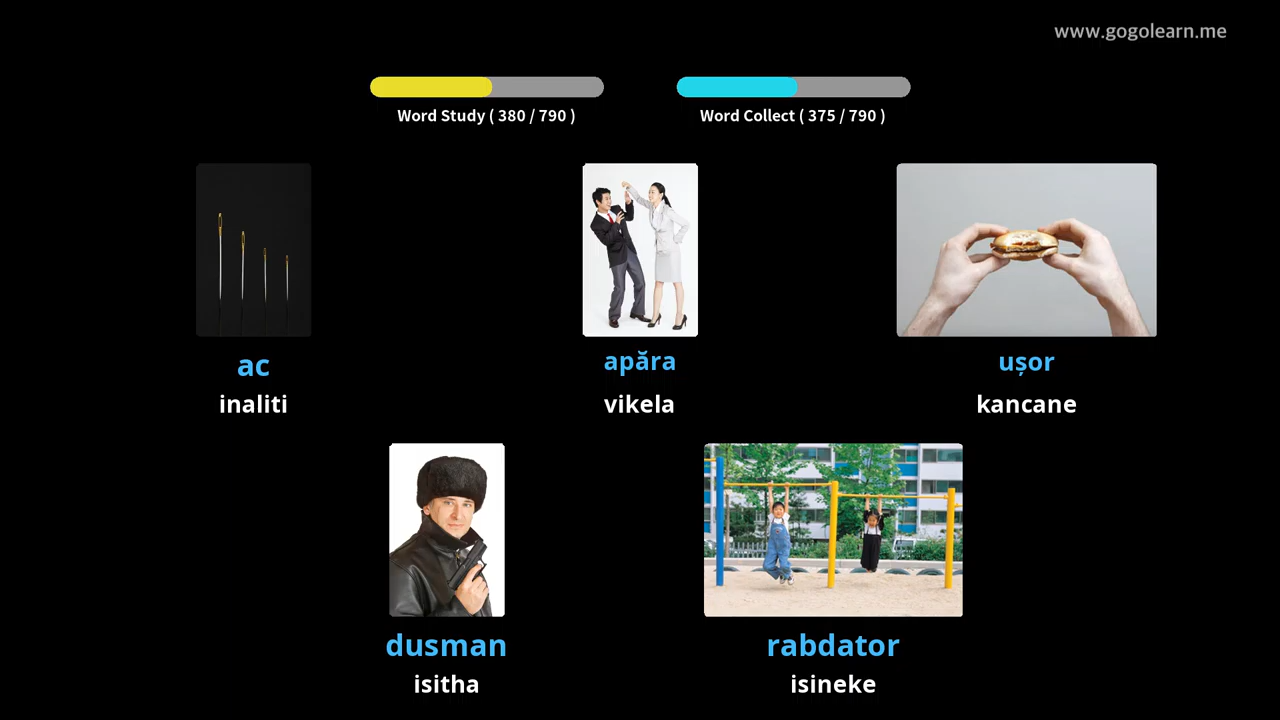 www.gogolearn.me
Word Study ( 380 / 790 )
Word Collect ( 375 / 790 )
ac
inaliti
apăra
vikela
ușor
kancane
dusman
isitha
rabdator
isineke